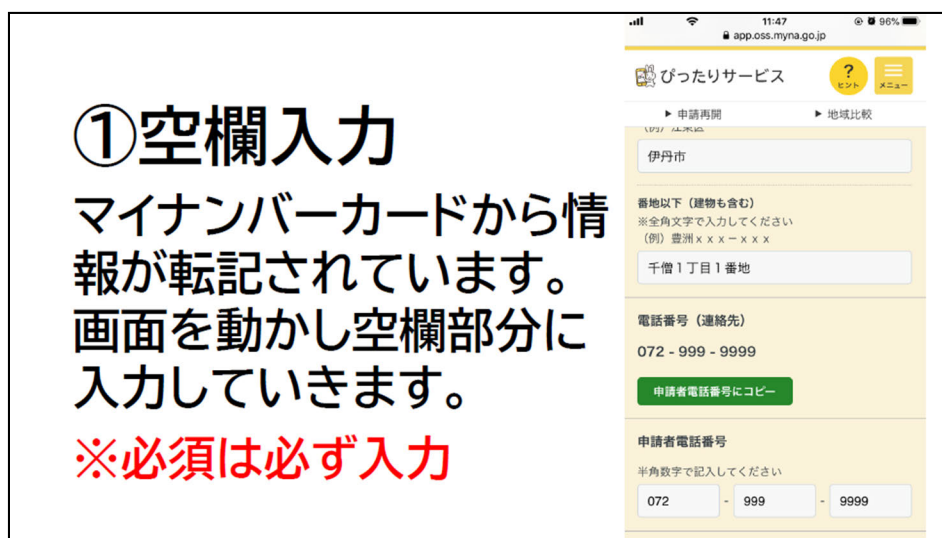 ①空欄入力
マイナンバーカードから情
報が転記されています。
画面を動かし空欄部分に
入力していきます。
※必須は必ず入力
11:47
96%
app.oss.myna.go.jp
ぴったりサービス
?
ヒント
メニュー
▶ 申請再開
▶ 地域比較
(例)江東区
伊丹市
番地以下(建物も含む)
※全角文字で入力してください
(例)豊洲xxx-xxx
千僧1丁目1番地
電話番号(連絡先)
072 - 999 - 9999
申請者電話番号にコピー
申請者電話番号
半角数字で記入してください
072 - 999 - 9999